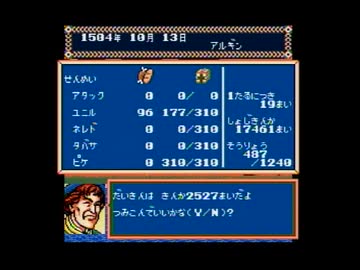 1504年 10月 13日
アルギン
せんめい
アタック 0 0/ 0
ユニル 96 177/310
ネレド 0 0/310
タバサ 0 0/310
ピケ 0 310/310
1たるにつき
19まい
しょじきんか
17461まい
そうりょう
487
/1240
だいきんは きんか2527まいだよ
つみこんでいいかな(Y/N)?